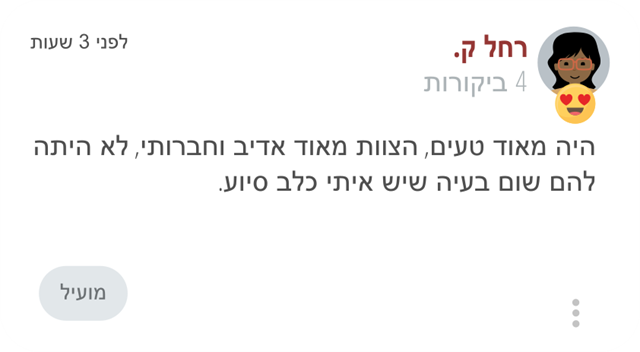 רחל ק.
לפני 3 שעות
4 ביקורות
היה מאוד טעים, הצוות מאוד אדיב וחברותי, לא היתה
להם שום בעיה שיש איתי כלב סיוע.
מועיל